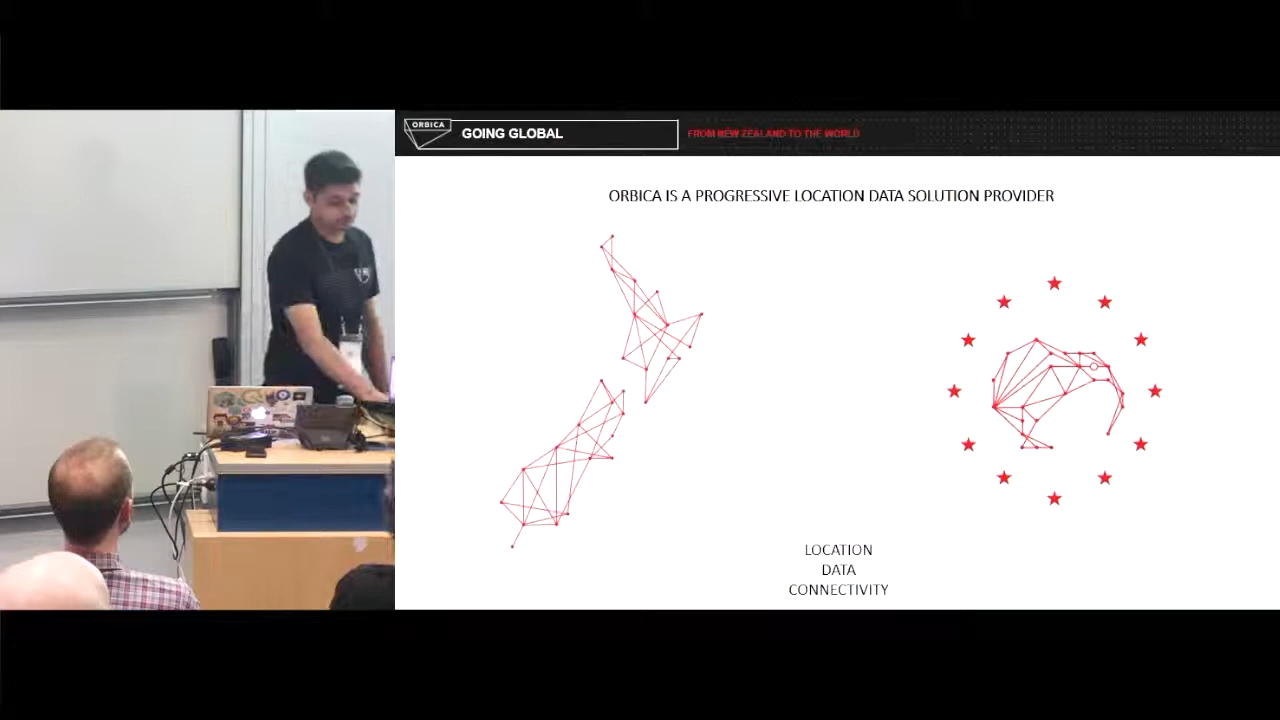 ORBICA
GOING GLOBAL
FROM NEW ZEALAND TO THE WORLD
ORBICA IS A PROGRESSIVE LOCATION DATA SOLUTION PROVIDER
LOCATION
DATA
CONNECTIVITY